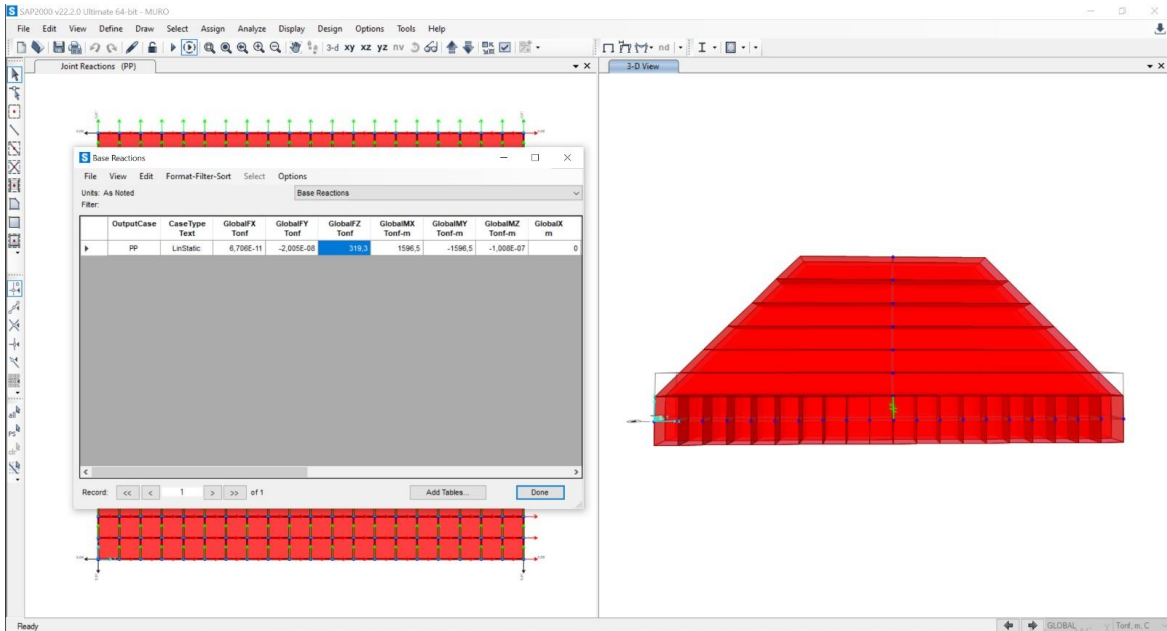 SAP2000 v22.2.0 Ultimate 64-bit - MURO
File Edit View Define Draw Select Assign Analyze Display Design Options Tools Help
3-d xy xz yz nv nd
Joint Reactions (PP)
3-D View
Base Reactions
File View Edit Format-Filter-Sort Select Options
Units: As Noted
Base Reactions
Filter:
OutputCase CaseType GlobalFX GlobalFY GlobalFZ GlobalMX GlobalMY GlobalMZ GlobalX
Text Tonf Tonf Tonf Tonf-m Tonf-m Tonf-m m
PP LinStatic 6,706E-11 -2,005E-08 319,3 1596,5 -1596,5 -1,008E-07 0
Record: << < 1 > >> of 1
Add Tables...
Done
all
PS
clr
Ready
GLOBAL
Tonf, m, C